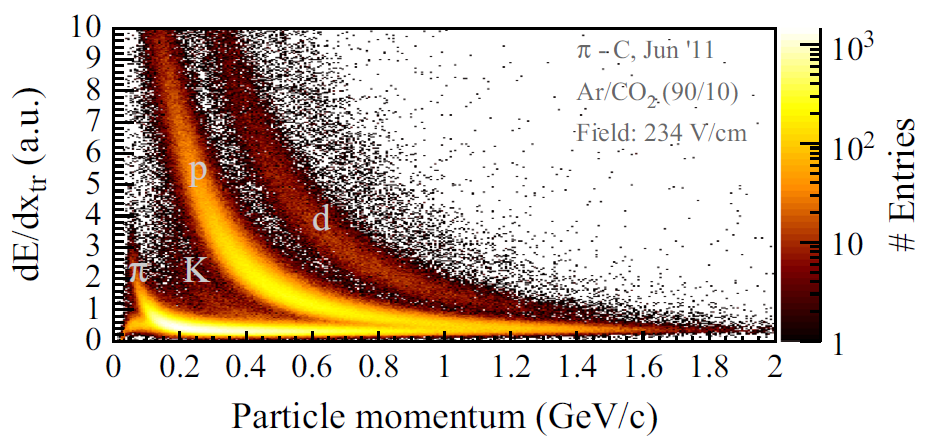 10
9
8
7
6
5
4
3
2
1
0
dE/dx_tr (a.u.)
π - C, Jun '11
Ar/CO₂ (90/10)
Field: 234 V/cm
p
d
π K
0 0.2 0.4 0.6 0.8 1 1.2 1.4 1.6 1.8 2
Particle momentum (GeV/c)
10³
10²
10
1
# Entries